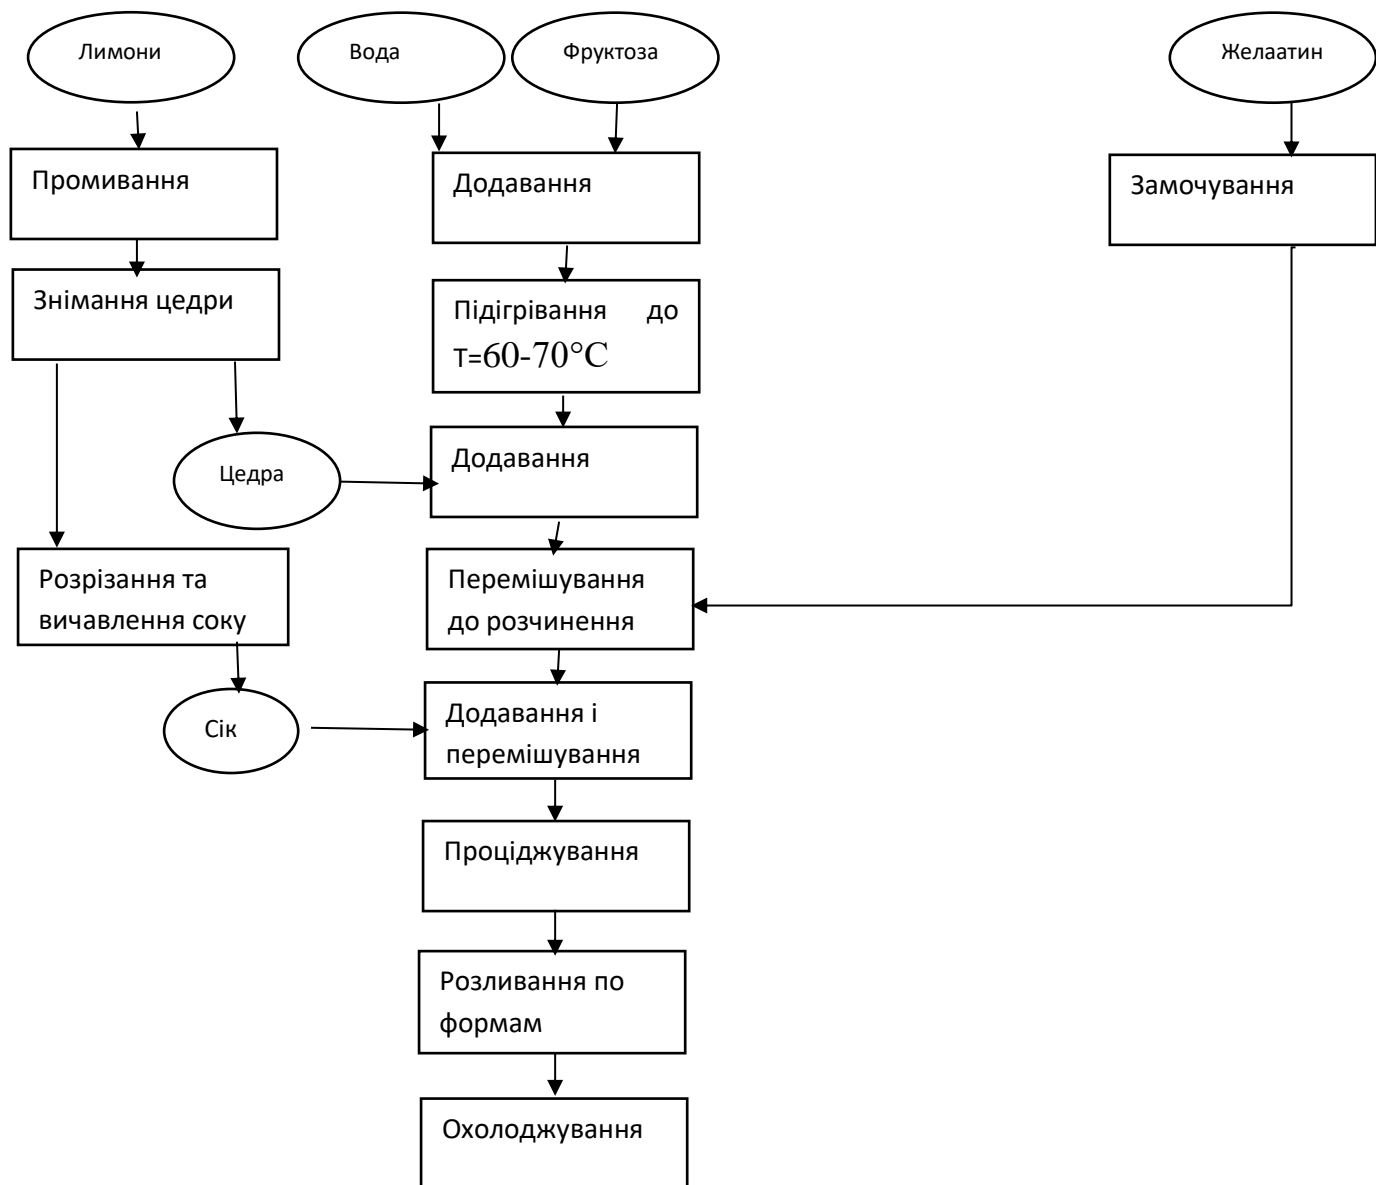 Лимони
Вода
Фруктоза
Желаатин
Промивання
Додавання
Замочування
Знімання цедри
Підігрівання до
т=60-70°C
Цедра
Додавання
Розрізання та
вичавлення соку
Перемішування
до розчинення
Сік
Додавання і
перемішування
Проціджування
Розливання по
формам
Охолоджування